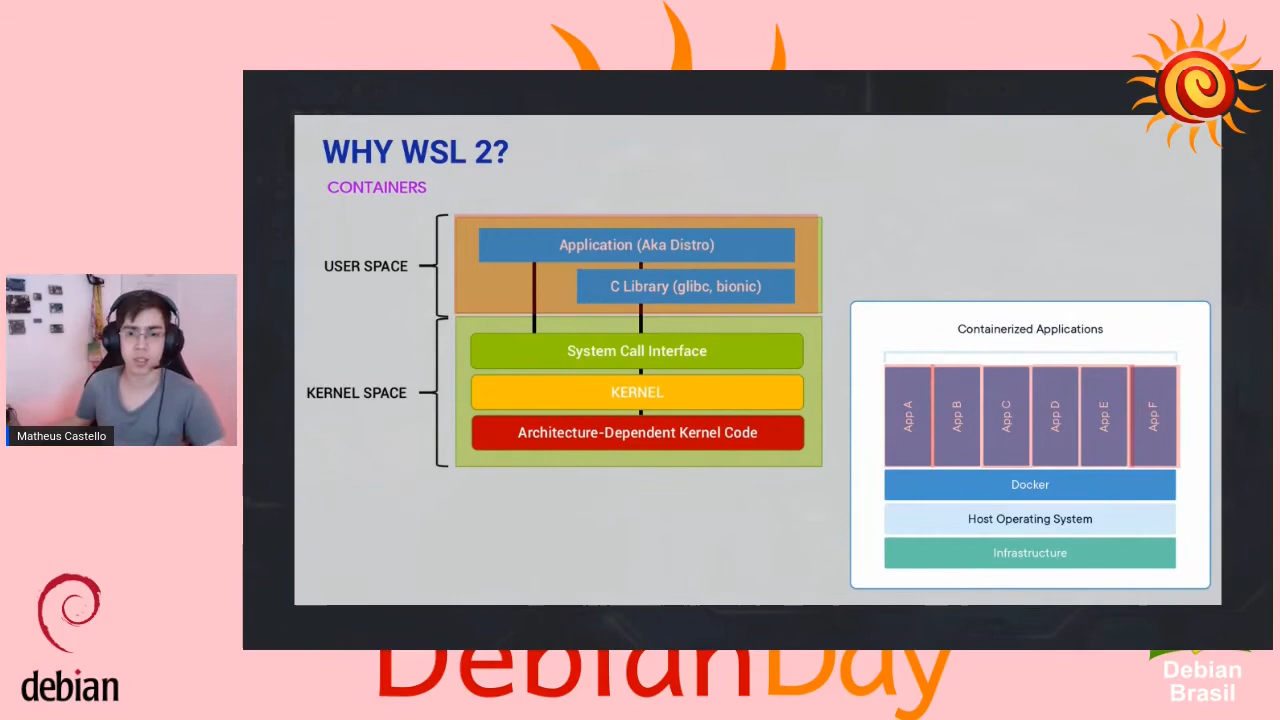 WHY WSL 2?
CONTAINERS
USER SPACE
Application (Aka Distro)
C Library (glibc, bionic)
KERNEL SPACE
System Call Interface
KERNEL
Architecture-Dependent Kernel Code
Containerized Applications
App A
App B
App C
App D
App E
App F
Docker
Host Operating System
Infrastructure
Matheus Castello
debian
DebianDay
Debian
Brasil